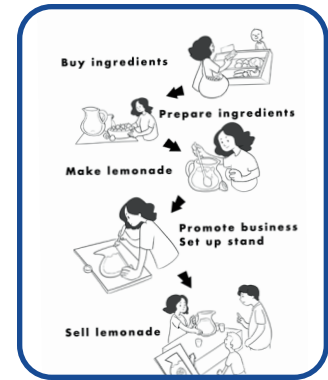 Buy ingredients
Prepare ingredients
Make lemonade
Promote business
Set up stand
Sell lemonade